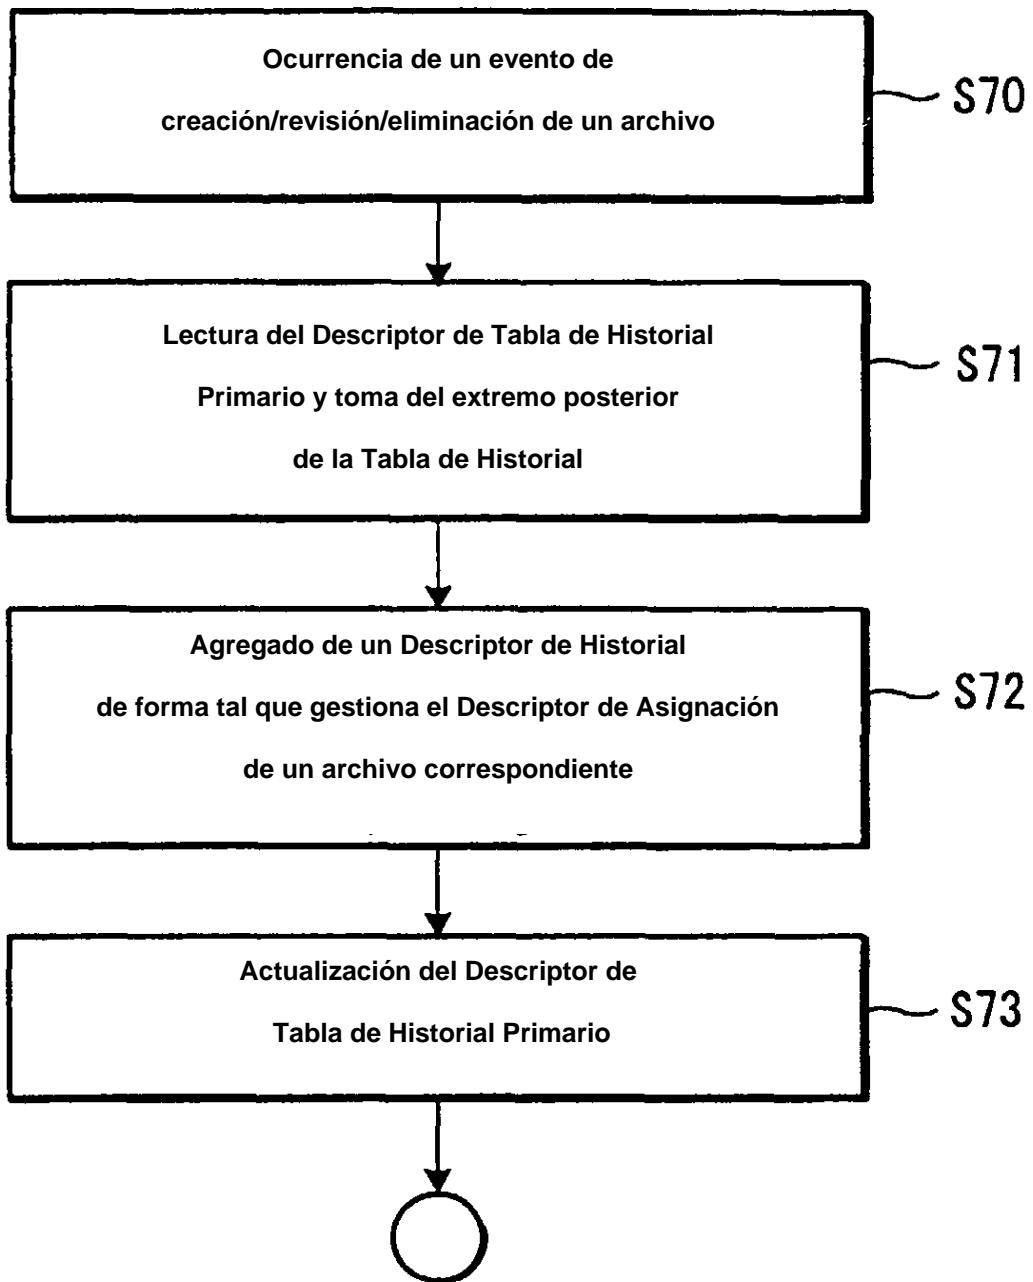 Ocurrencia de un evento de
creación/revisión/eliminación de un archivo
S70
Lectura del Descriptor de Tabla de Historial
Primario y toma del extremo posterior
de la Tabla de Historial
S71
Agregado de un Descriptor de Historial
de forma tal que gestiona el Descriptor de Asignación
de un archivo correspondiente
S72
Actualización del Descriptor de
Tabla de Historial Primario
S73